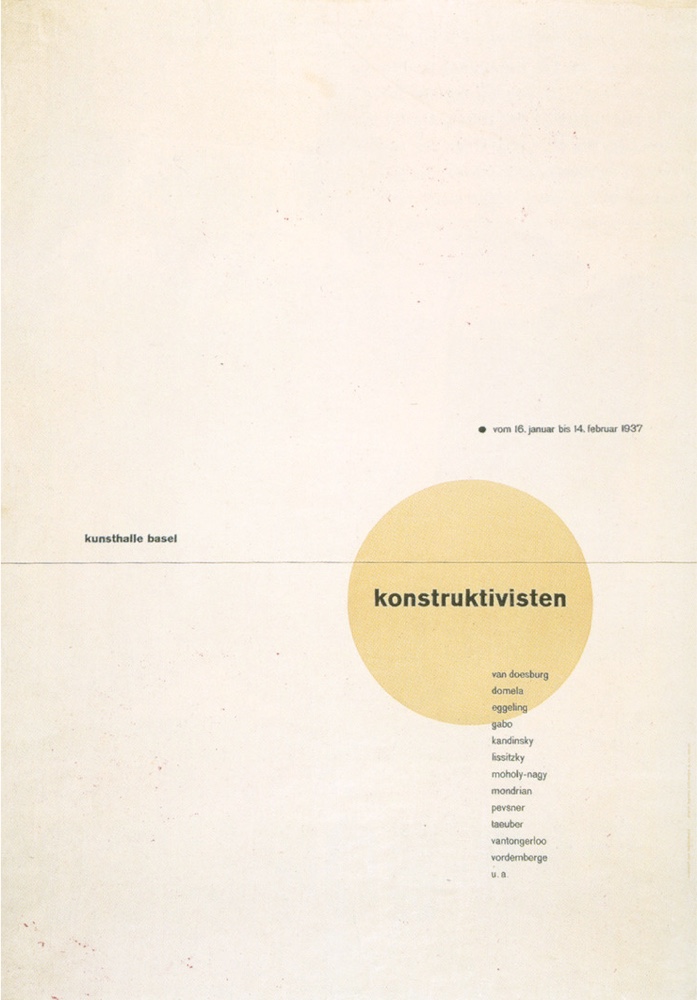 vom 16. januar bis 14. februar 1937
kunsthalle basel
konstruktivisten
van doesburg
domela
eggeling
gabo
kandinsky
lissitzky
moholy-nagy
mondrian
pevsner
taeuber
vantongerloo
vordemberge
u. a.